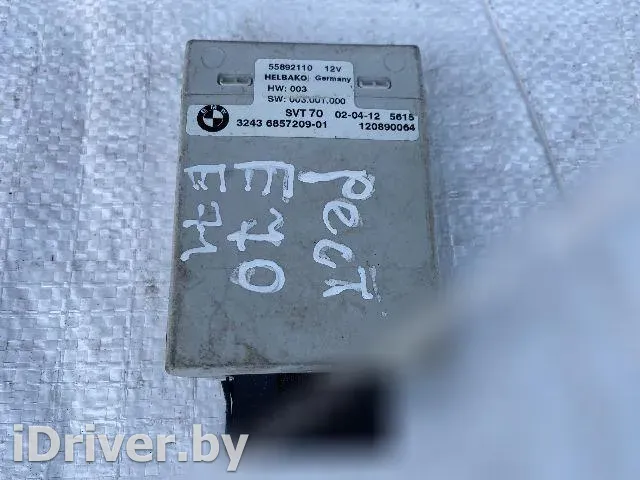 55892110 12V
HELBAKO Germany
HW: 003
SW: 003.001.000
BMW
SVT 70 02-04-12 5615
3243 6857209-01 120890064
рест
E70
iDriver.by